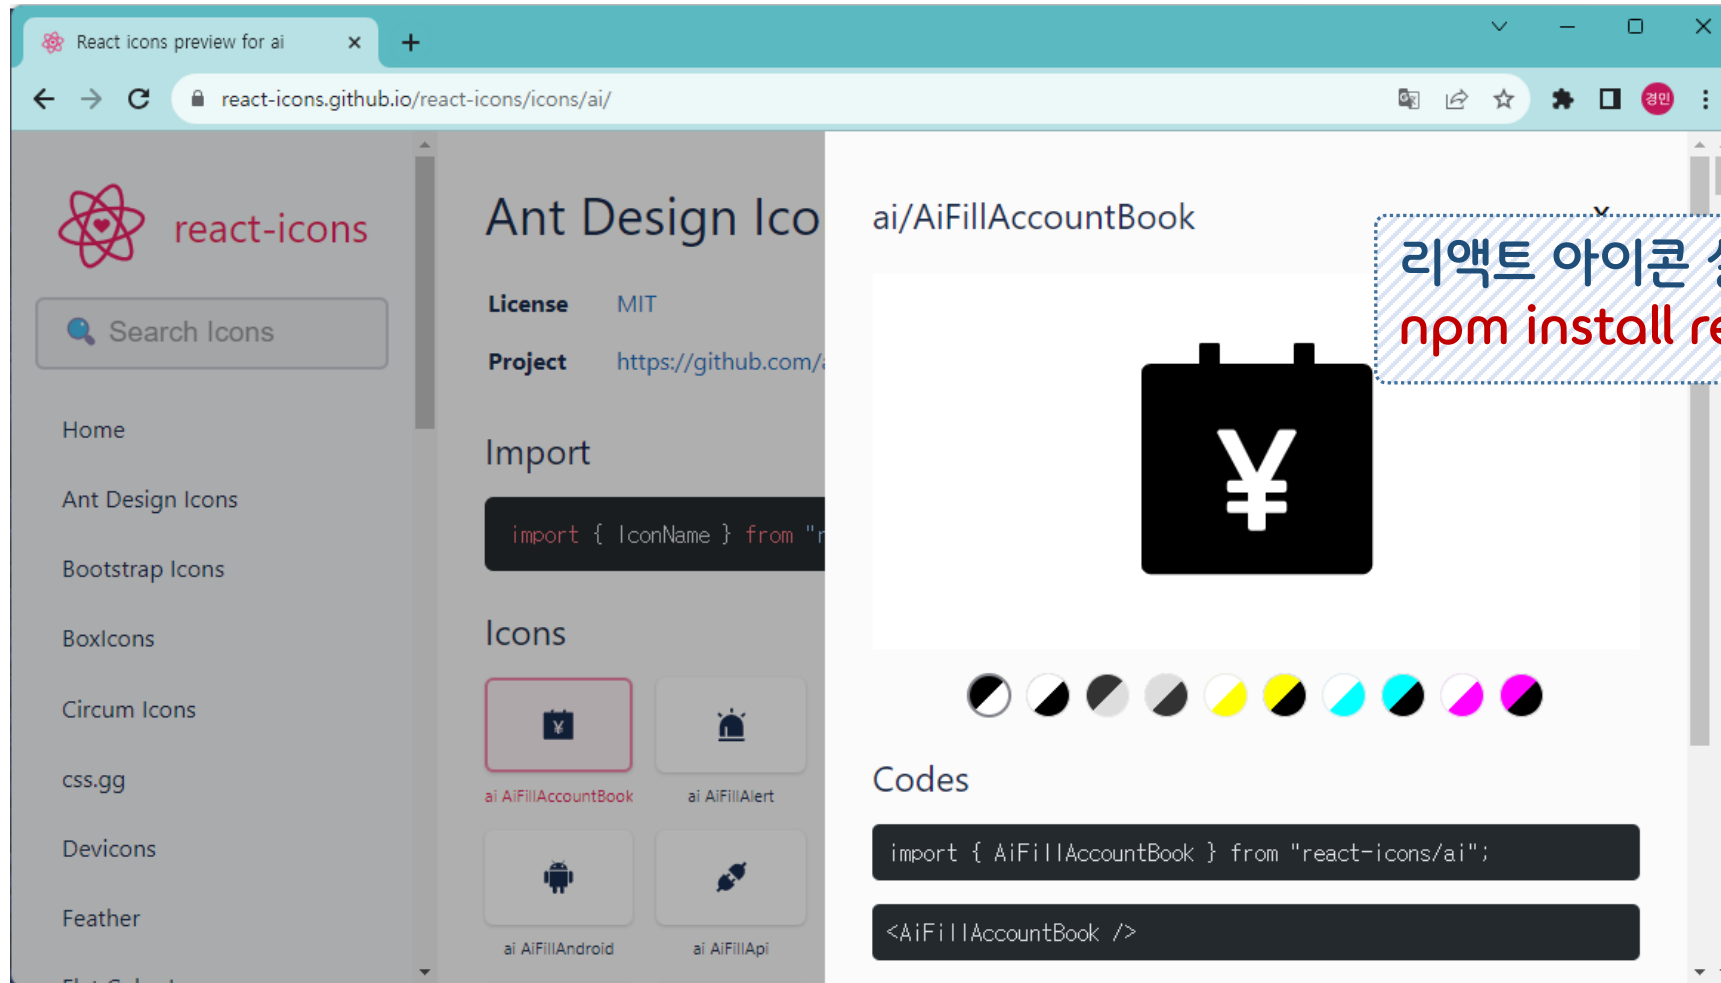 React icons preview for ai
react-icons.github.io/react-icons/icons/ai/
경민
react-icons
Search Icons
Home
Ant Design Icons
Bootstrap Icons
BoxIcons
Circum Icons
css.gg
Devicons
Feather
Ant Design Ico
License MIT
Project https://github.com/
Import
import { IconName } from "r
Icons
ai AiFillAccountBook
ai AiFillAlert
ai AiFillAndroid
ai AiFillApi
ai/AiFillAccountBook
리액트 아이콘
npm install re
¥
Codes
import { AiFillAccountBook } from "react-icons/ai";
<AiFillAccountBook />